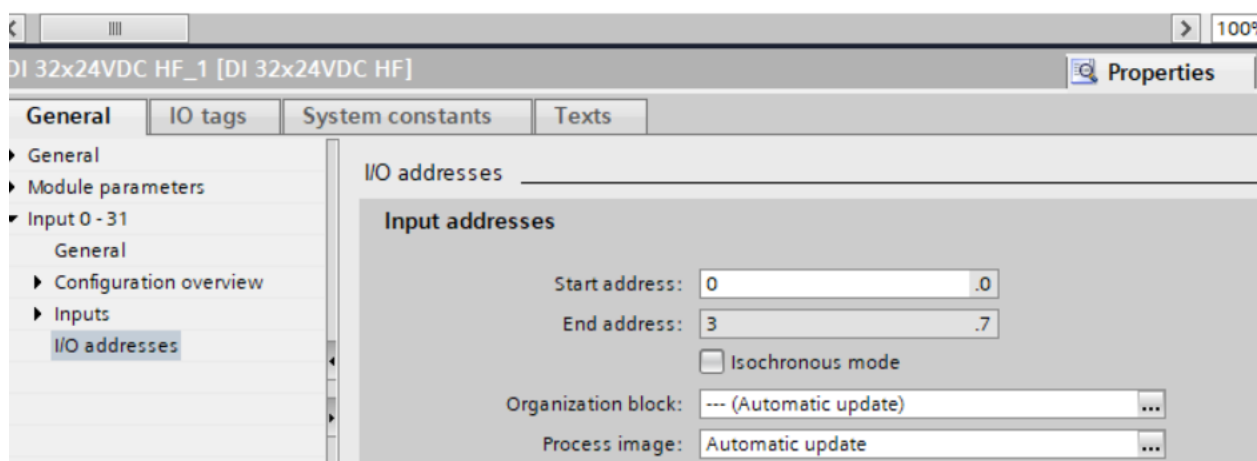 100%
DI 32x24VDC HF_1 [DI 32x24VDC HF]
Properties
General
IO tags
System constants
Texts
General
Module parameters
Input 0 - 31
General
Configuration overview
Inputs
I/O addresses
I/O addresses
Input addresses
Start address: 0 .0
End address: 3 .7
Isochronous mode
Organization block: --- (Automatic update) ...
Process image: Automatic update ...